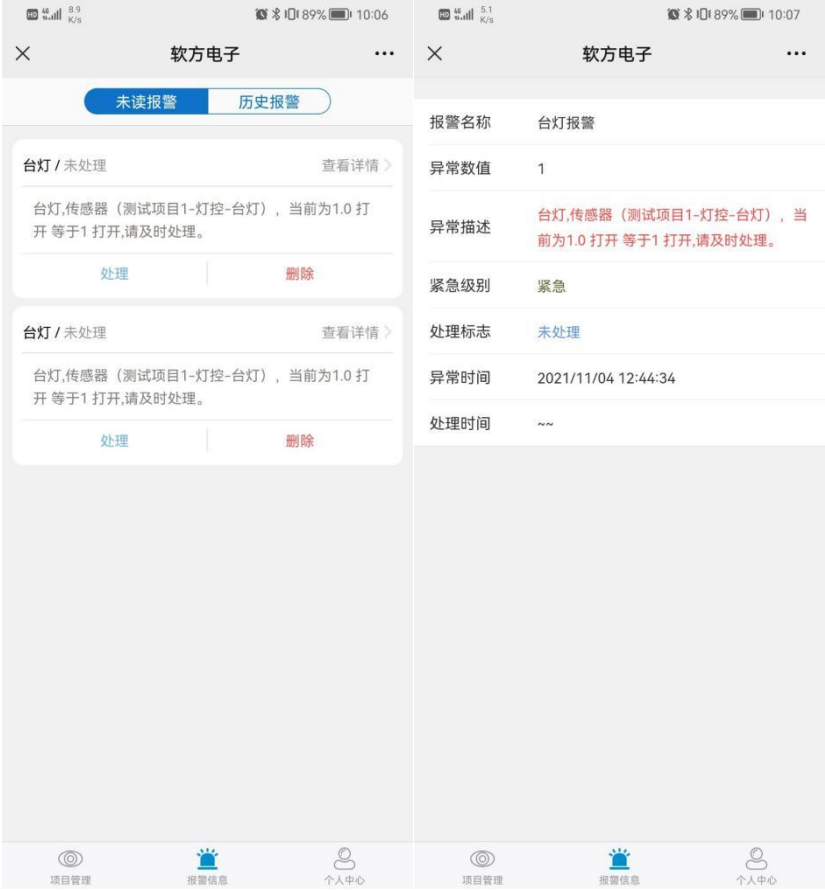 HD 4G 8.9 K/s 89% 10:06
软方电子
未读报警 历史报警
台灯 / 未处理 查看详情
台灯,传感器（测试项目1-灯控-台灯），当前为1.0 打
开 等于1 打开,请及时处理。
处理 删除
台灯 / 未处理 查看详情
台灯,传感器（测试项目1-灯控-台灯），当前为1.0 打
开 等于1 打开,请及时处理。
处理 删除
项目管理 报警信息 个人中心
HD 4G 5.1 K/s 89% 10:07
软方电子
报警名称 台灯报警
异常数值 1
异常描述 台灯,传感器（测试项目1-灯控-台灯），当
前为1.0 打开 等于1 打开,请及时处理。
紧急级别 紧急
处理标志 未处理
异常时间 2021/11/04 12:44:34
处理时间 ~~
项目管理 报警信息 个人中心